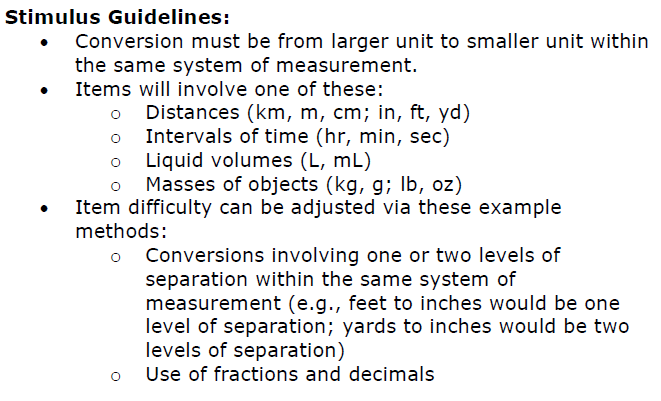 Stimulus Guidelines:
• Conversion must be from larger unit to smaller unit within
the same system of measurement.
• Items will involve one of these:
o Distances (km, m, cm; in, ft, yd)
o Intervals of time (hr, min, sec)
o Liquid volumes (L, mL)
o Masses of objects (kg, g; lb, oz)
• Item difficulty can be adjusted via these example
methods:
o Conversions involving one or two levels of
separation within the same system of
measurement (e.g., feet to inches would be one
level of separation; yards to inches would be two
levels of separation)
o Use of fractions and decimals